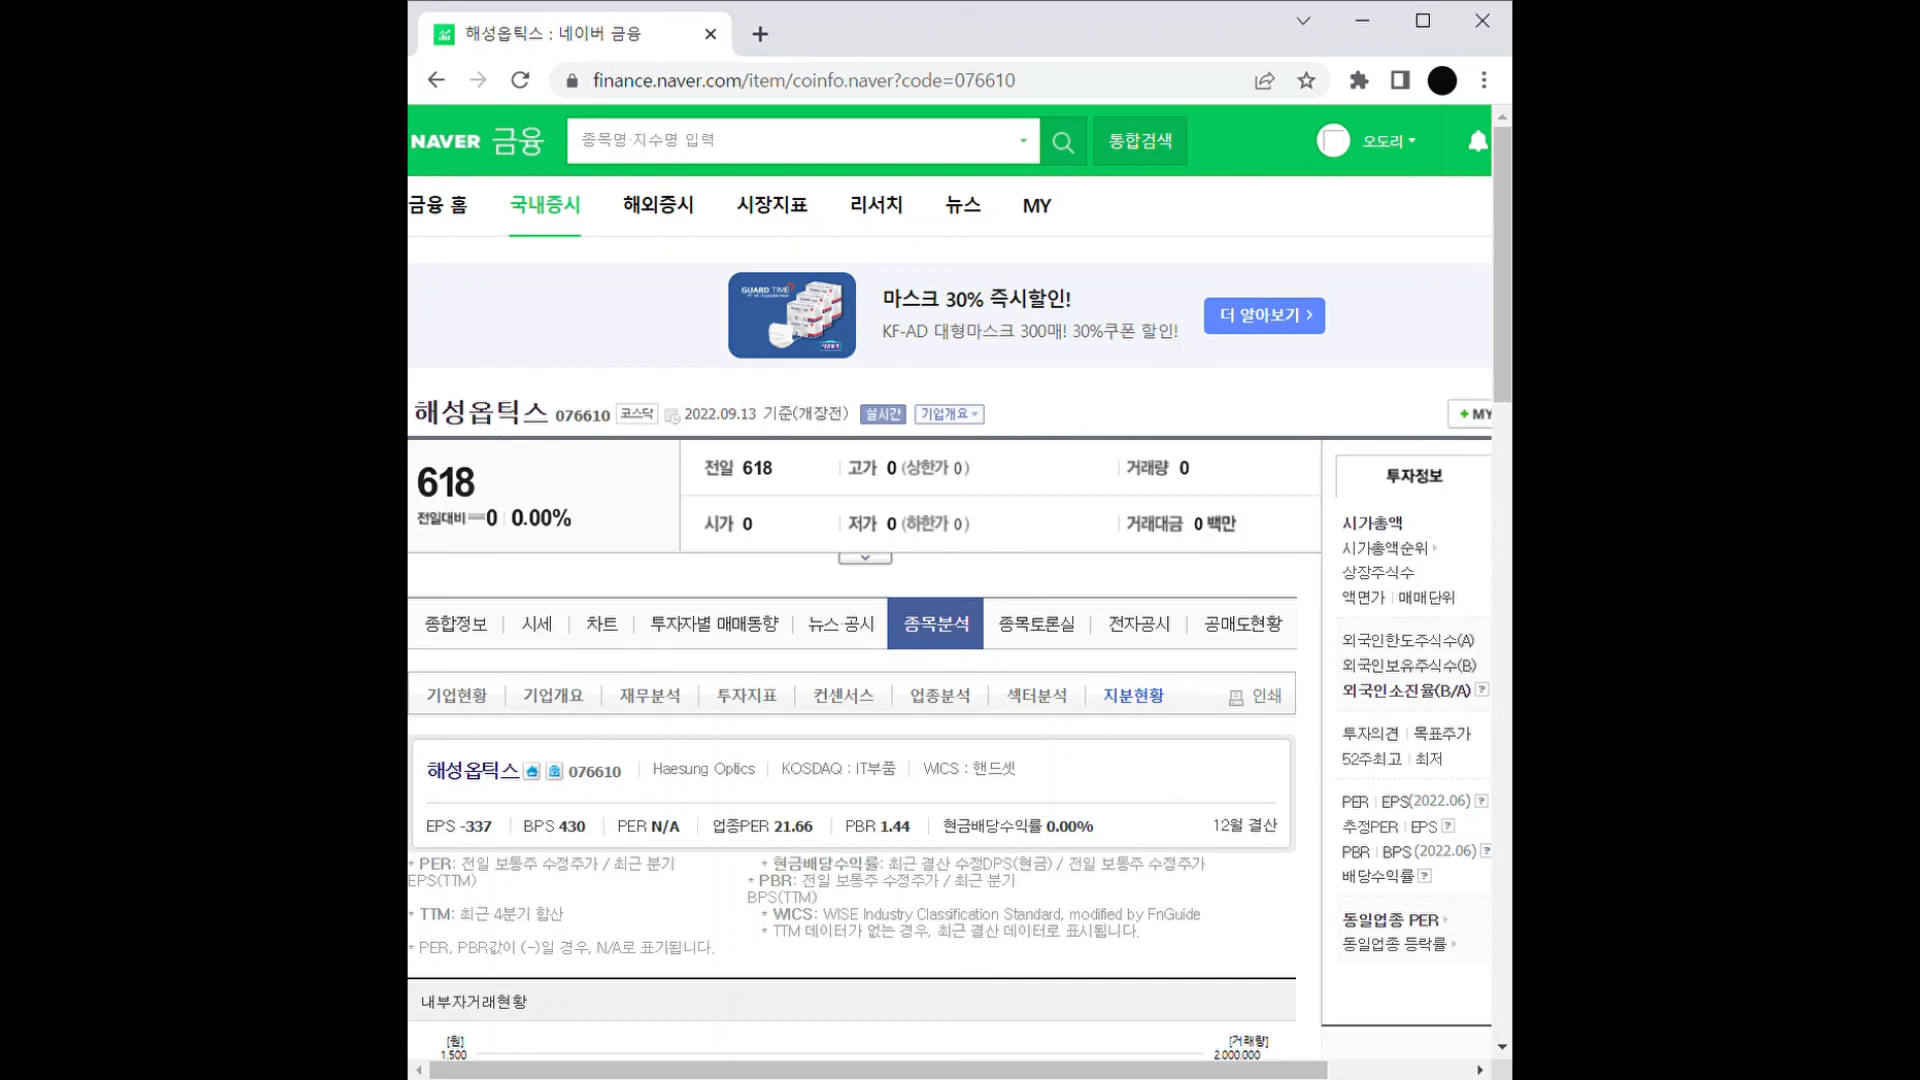 해성옵틱스 : 네이버 금융
finance.naver.com/item/coinfo.naver?code=076610
NAVER 금융 종목명·지수명 입력 통합검색 오도리
금융 홈 국내증시 해외증시 시장지표 리서치 뉴스 MY
GUARD TIME
마스크 30% 즉시할인!
KF-AD 대형마스크 300매! 30%쿠폰 할인!
더 알아보기
해성옵틱스 076610 코스닥 2022.09.13 기준(개장전) 실시간 기업개요 + MY
618
전일대비 0 0.00%
전일 618 고가 0 (상한가 0 ) 거래량 0
시가 0 저가 0 (하한가 0 ) 거래대금 0 백만
종합정보 시세 차트 투자자별 매매동향 뉴스·공시 종목분석 종목토론실 전자공시 공매도현황
기업현황 기업개요 재무분석 투자지표 컨센서스 업종분석 섹터분석 지분현황 인쇄
해성옵틱스 076610 Haesung Optics KOSDAQ : IT부품 WICS : 핸드셋
EPS -337 BPS 430 PER N/A 업종PER 21.66 PBR 1.44 현금배당수익률 0.00% 12월 결산
* PER: 전일 보통주 수정주가 / 최근 분기
EPS(TTM)
* TTM: 최근 4분기 합산
* PER, PBR값이 (-)일 경우, N/A로 표기됩니다.
* 현금배당수익률: 최근 결산 수정DPS(현금) / 전일 보통주 수정주가
* PBR: 전일 보통주 수정주가 / 최근 분기
BPS(TTM)
* WICS: WISE Industry Classification Standard, modified by FnGuide
* TTM 데이터가 없는 경우, 최근 결산 데이터로 표시됩니다.
내부자거래현황
[원] [거래량]
1,500 2,000,000
투자정보
시가총액
시가총액순위
상장주식수
액면가 매매단위
외국인한도주식수(A)
외국인보유주식수(B)
외국인소진율(B/A) ?
투자의견 목표주가
52주최고 최저
PER EPS(2022.06) ?
추정PER EPS ?
PBR BPS (2022.06) ?
배당수익률 ?
동일업종 PER
동일업종 등락률